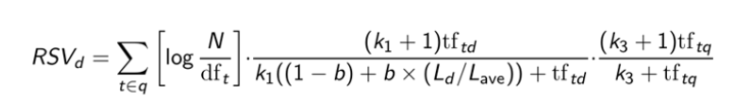 RSV_d = \sum_{t \in q} \left[ \log \frac{N}{\mathrm{df}_t} \right] \cdot \frac{(k_1 + 1)\mathrm{tf}_{td}}{k_1((1 - b) + b \times (L_d / L_{\mathrm{ave}})) + \mathrm{tf}_{td}} \cdot \frac{(k_3 + 1)\mathrm{tf}_{tq}}{k_3 + \mathrm{tf}_{tq}}